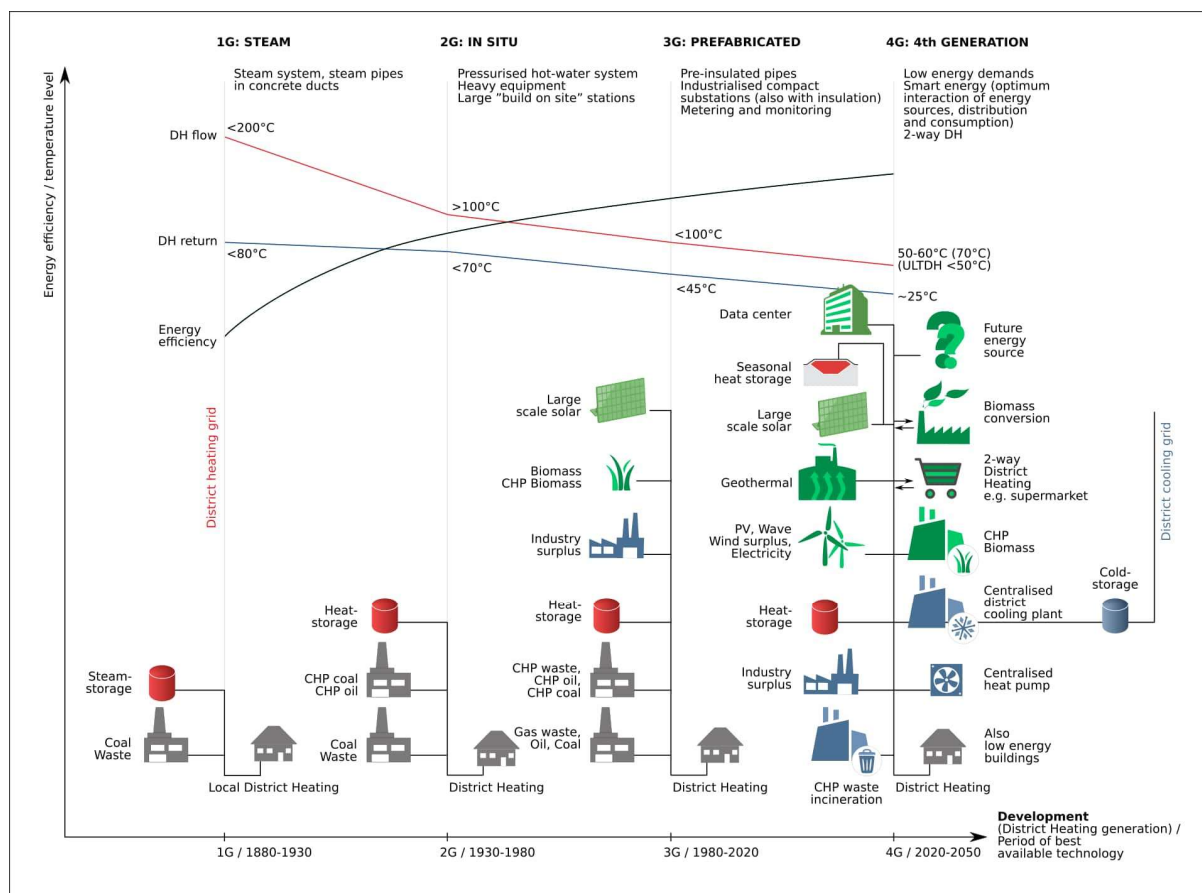 1G: STEAM
2G: IN SITU
3G: PREFABRICATED
4G: 4th GENERATION
Steam system, steam pipes
in concrete ducts
Pressurised hot-water system
Heavy equipment
Large ”build on site” stations
Pre-insulated pipes
Industrialised compact
substations (also with insulation)
Metering and monitoring
Low energy demands
Smart energy (optimum
interaction of energy
sources, distribution
and consumption)
2-way DH
Energy efficiency / temperature level
DH flow
<200°C
>100°C
<100°C
50-60°C (70°C)
(ULTDH <50°C)
DH return
<80°C
<70°C
<45°C
~25°C
Energy
efficiency
District heating grid
Steam-
storage
Coal
Waste
Local District Heating
Heat-
storage
CHP coal
CHP oil
Coal
Waste
District Heating
Large
scale solar
Biomass
CHP Biomass
Industry
surplus
Heat-
storage
CHP waste,
CHP oil,
CHP coal
Gas waste,
Oil, Coal
District Heating
Data center
Seasonal
heat storage
Large
scale solar
Geothermal
PV, Wave
Wind surplus,
Electricity
Heat-
storage
Industry
surplus
CHP waste
incineration
Future
energy
source
Biomass
conversion
2-way
District
Heating
e.g. supermarket
CHP
Biomass
Centralised
district
cooling plant
Centralised
heat pump
Also
low energy
buildings
District Heating
Cold-
storage
District cooling grid
1G / 1880-1930
2G / 1930-1980
3G / 1980-2020
4G / 2020-2050
Development
(District Heating generation) /
Period of best
available technology